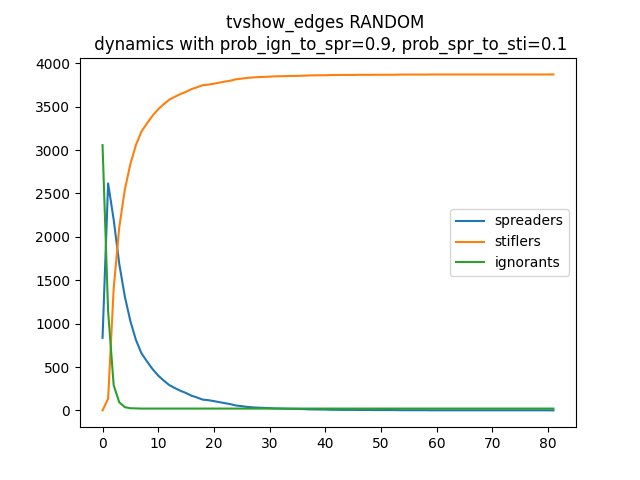 tvshow_edges RANDOM
dynamics with prob_ign_to_spr=0.9, prob_spr_to_sti=0.1
4000
3500
3000
2500
2000
1500
1000
500
0
spreaders
stiflers
ignorants
0 10 20 30 40 50 60 70 80